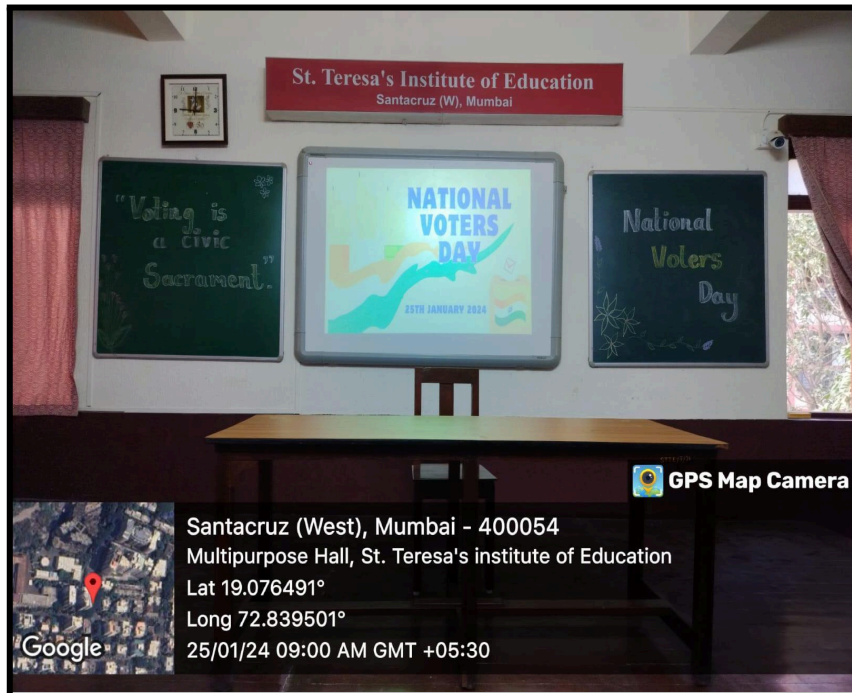 St. Teresa's Institute of Education
Santacruz (W), Mumbai
"Voting is
a CIVIC
Sacrament."
NATIONAL
VOTERS
DAY
25TH JANUARY 2024
National
Voters
Day
GPS Map Camera
Santacruz (West), Mumbai - 400054
Multipurpose Hall, St. Teresa's institute of Education
Lat 19.076491°
Long 72.839501°
25/01/24 09:00 AM GMT +05:30
Google